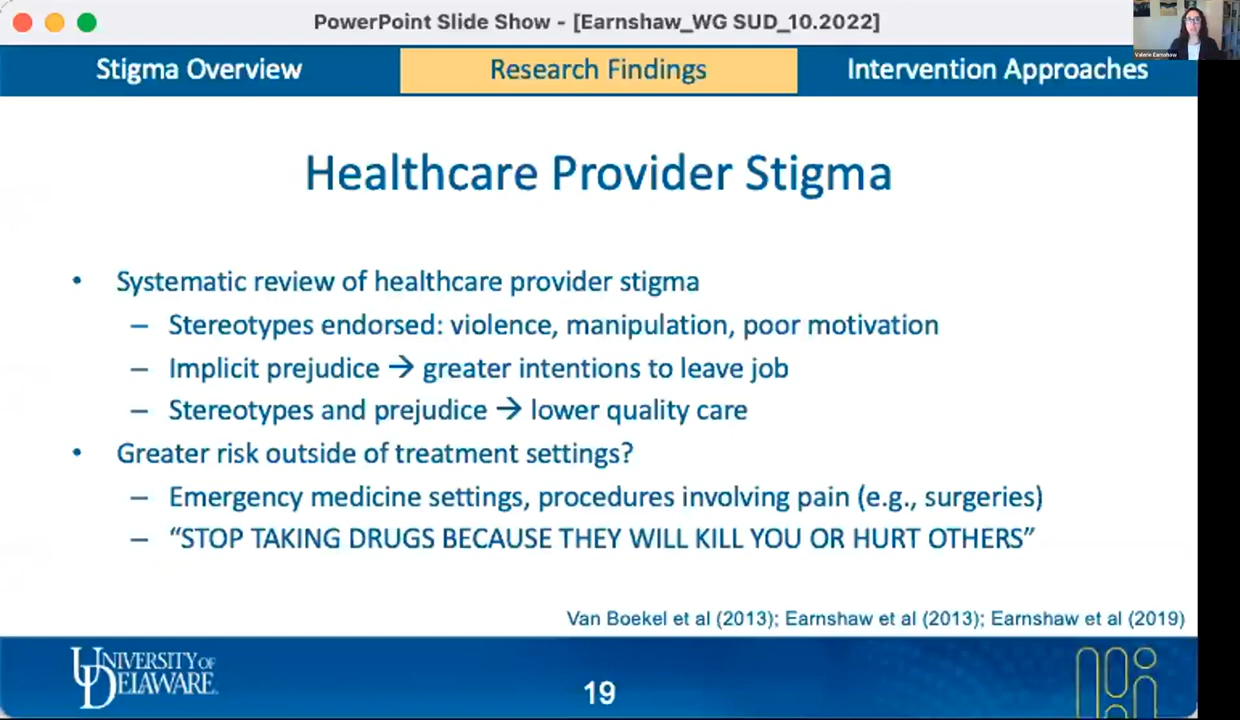 PowerPoint Slide Show - [Earnshaw_WG SUD_10.2022]
Valerie Earnshaw
Stigma Overview
Research Findings
Intervention Approaches
Healthcare Provider Stigma
• Systematic review of healthcare provider stigma
– Stereotypes endorsed: violence, manipulation, poor motivation
– Implicit prejudice → greater intentions to leave job
– Stereotypes and prejudice → lower quality care
• Greater risk outside of treatment settings?
– Emergency medicine settings, procedures involving pain (e.g., surgeries)
– “STOP TAKING DRUGS BECAUSE THEY WILL KILL YOU OR HURT OTHERS”
Van Boekel et al (2013); Earnshaw et al (2013); Earnshaw et al (2019)
UNIVERSITY OF
DELAWARE
19